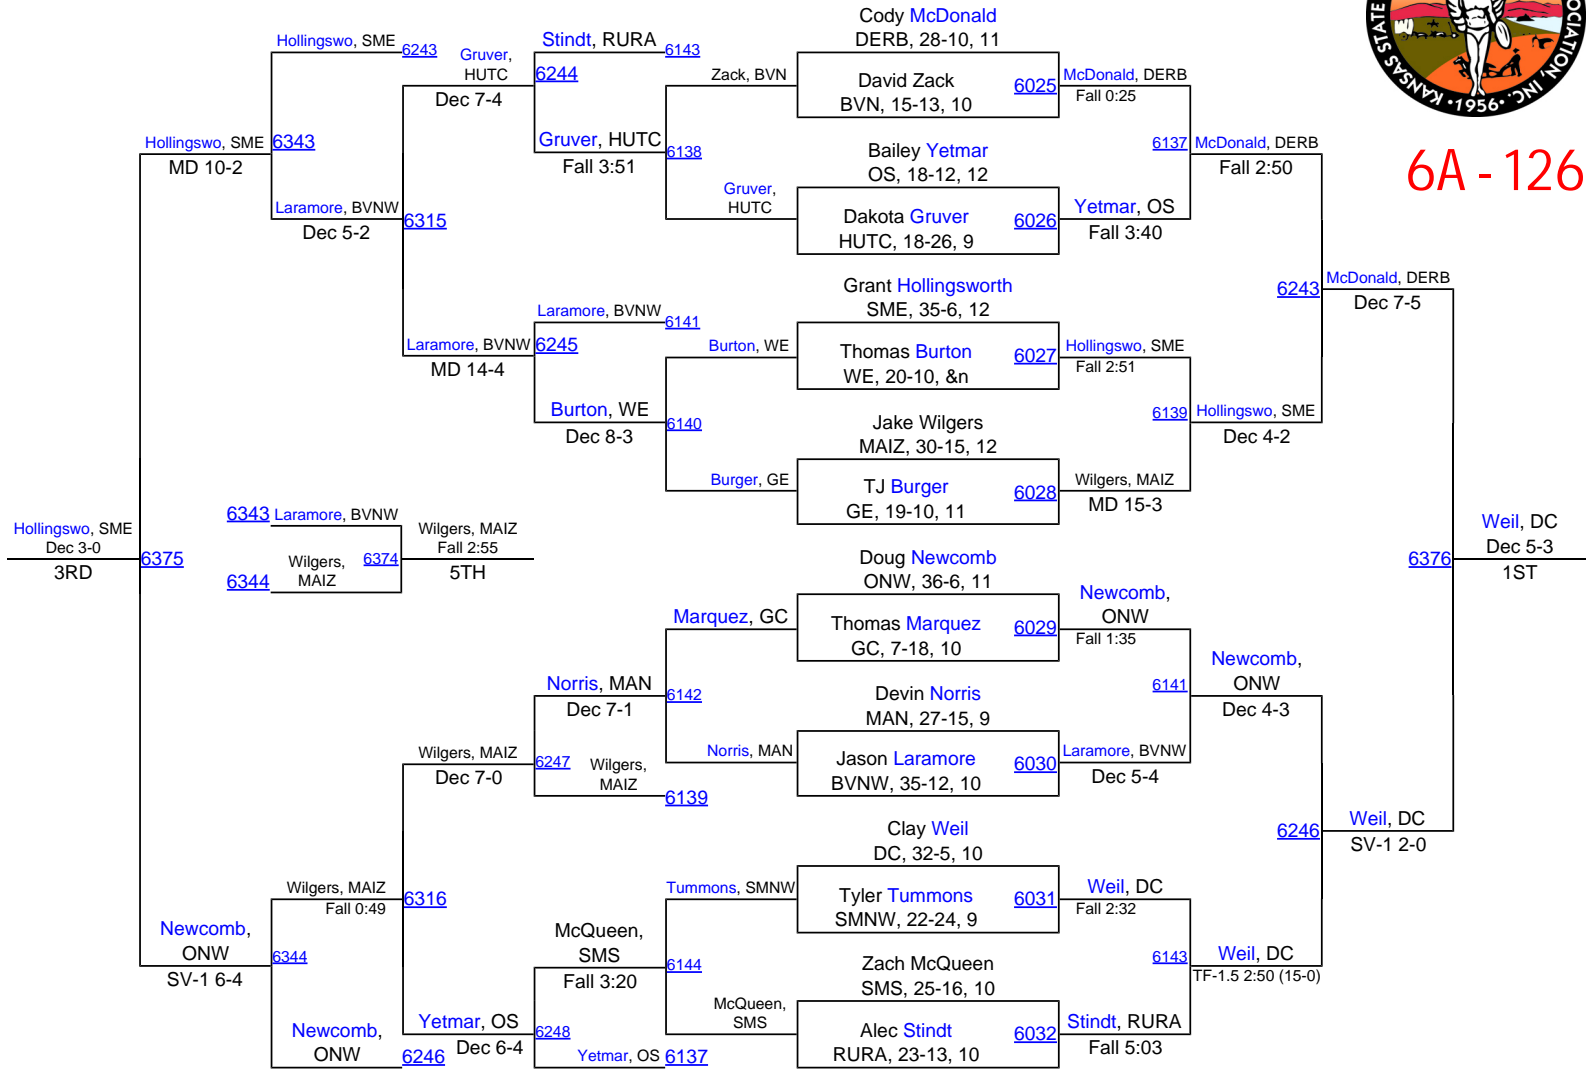 Cody McDonald
DERB, 28-10, 11
David Zack
BVN, 15-13, 10
6025
Bailey Yetmar
OS, 18-12, 12
Dakota Gruver
HUTC, 18-26, 9
6026
Grant Hollingsworth
SME, 35-6, 12
Thomas Burton
WE, 20-10, &n
6027
Jake Wilgers
MAIZ, 30-15, 12
TJ Burger
GE, 19-10, 11
6028
Doug Newcomb
ONW, 36-6, 11
Thomas Marquez
GC, 7-18, 10
6029
Devin Norris
MAN, 27-15, 9
Jason Laramore
BVNW, 35-12, 10
6030
Clay Weil
DC, 32-5, 10
Tyler Tummons
SMNW, 22-24, 9
6031
Zach McQueen
SMS, 25-16, 10
Alec Stindt
RURA, 23-13, 10
6032
McDonald, DERB
Fall 0:25
6137
Yetmar, OS
Fall 3:40
Hollingswo, SME
Fall 2:51
6139
Wilgers, MAIZ
MD 15-3
Newcomb,
ONW
Fall 1:35
6141
Laramore, BVNW
Dec 5-4
Weil, DC
Fall 2:32
6143
Stindt, RURA
Fall 5:03
McDonald, DERB
Fall 2:50
6243
Hollingswo, SME
Dec 4-2
Newcomb,
ONW
Dec 4-3
6246
Weil, DC
TF-1.5 2:50 (15-0)
McDonald, DERB
Dec 7-5
6376
Weil, DC
SV-1 2-0
Weil, DC
Dec 5-3
1ST
KANSAS STATE
OCIATION, INC.
•1956•
6A - 126
Zack, BVN
6138
Gruver,
HUTC
Burton, WE
6140
Burger, GE
Marquez, GC
6142
Norris, MAN
Tummons, SMNW
6144
McQueen,
SMS
Stindt, RURA
6143
6244
Gruver, HUTC
Fall 3:51
Laramore, BVNW
6141
6245
Burton, WE
Dec 8-3
Norris, MAN
Dec 7-1
6247
Wilgers,
MAIZ
6139
McQueen,
SMS
Fall 3:20
6248
Yetmar, OS
6137
Gruver,
HUTC
Dec 7-4
6315
Laramore, BVNW
MD 14-4
Wilgers, MAIZ
Dec 7-0
6316
Yetmar, OS
Dec 6-4
Hollingswo, SME
6243
6343
Laramore, BVNW
Dec 5-2
Wilgers, MAIZ
Fall 0:49
6344
Newcomb,
ONW
6246
Hollingswo, SME
MD 10-2
6375
Newcomb,
ONW
SV-1 6-4
Hollingswo, SME
Dec 3-0
3RD
6343
Laramore, BVNW
6374
6344
Wilgers,
MAIZ
Wilgers, MAIZ
Fall 2:55
5TH